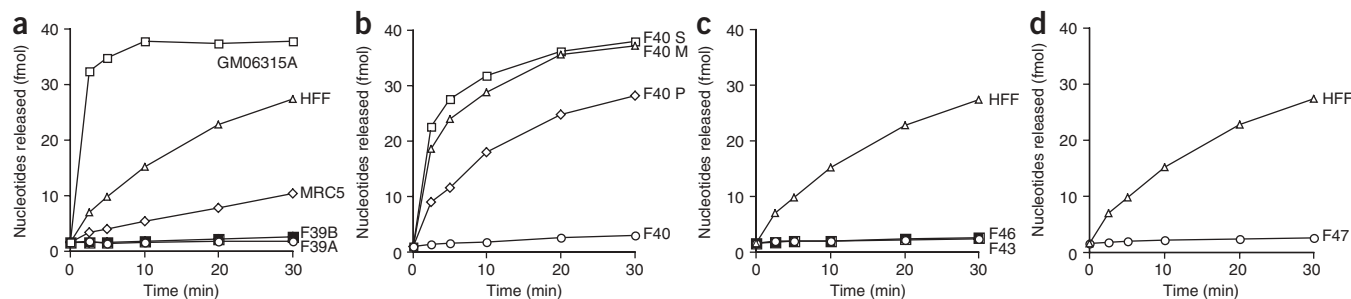 a
Nucleotides released (fmol)
40
30
20
10
0
GM06315A
HFF
MRC5
F39B
F39A
0 10 20 30
Time (min)
b
Nucleotides released (fmol)
40
30
20
10
0
F40 S
F40 M
F40 P
F40
0 10 20 30
Time (min)
c
Nucleotides released (fmol)
40
30
20
10
0
HFF
F46
F43
0 10 20 30
Time (min)
d
Nucleotides released (fmol)
40
30
20
10
0
HFF
F47
0 10 20 30
Time (min)